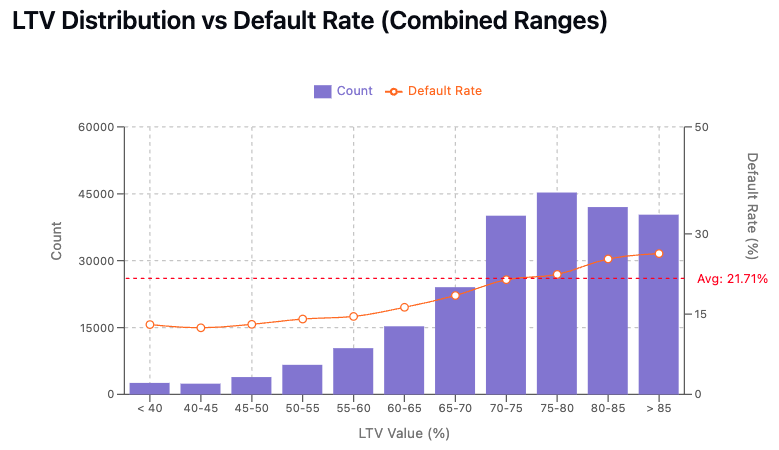 LTV Distribution vs Default Rate (Combined Ranges)
Count Default Rate
60000
45000
30000
15000
0
Count
50
30
15
0
Default Rate (%)
Avg: 21.71%
< 40 40-45 45-50 50-55 55-60 60-65 65-70 70-75 75-80 80-85 > 85
LTV Value (%)